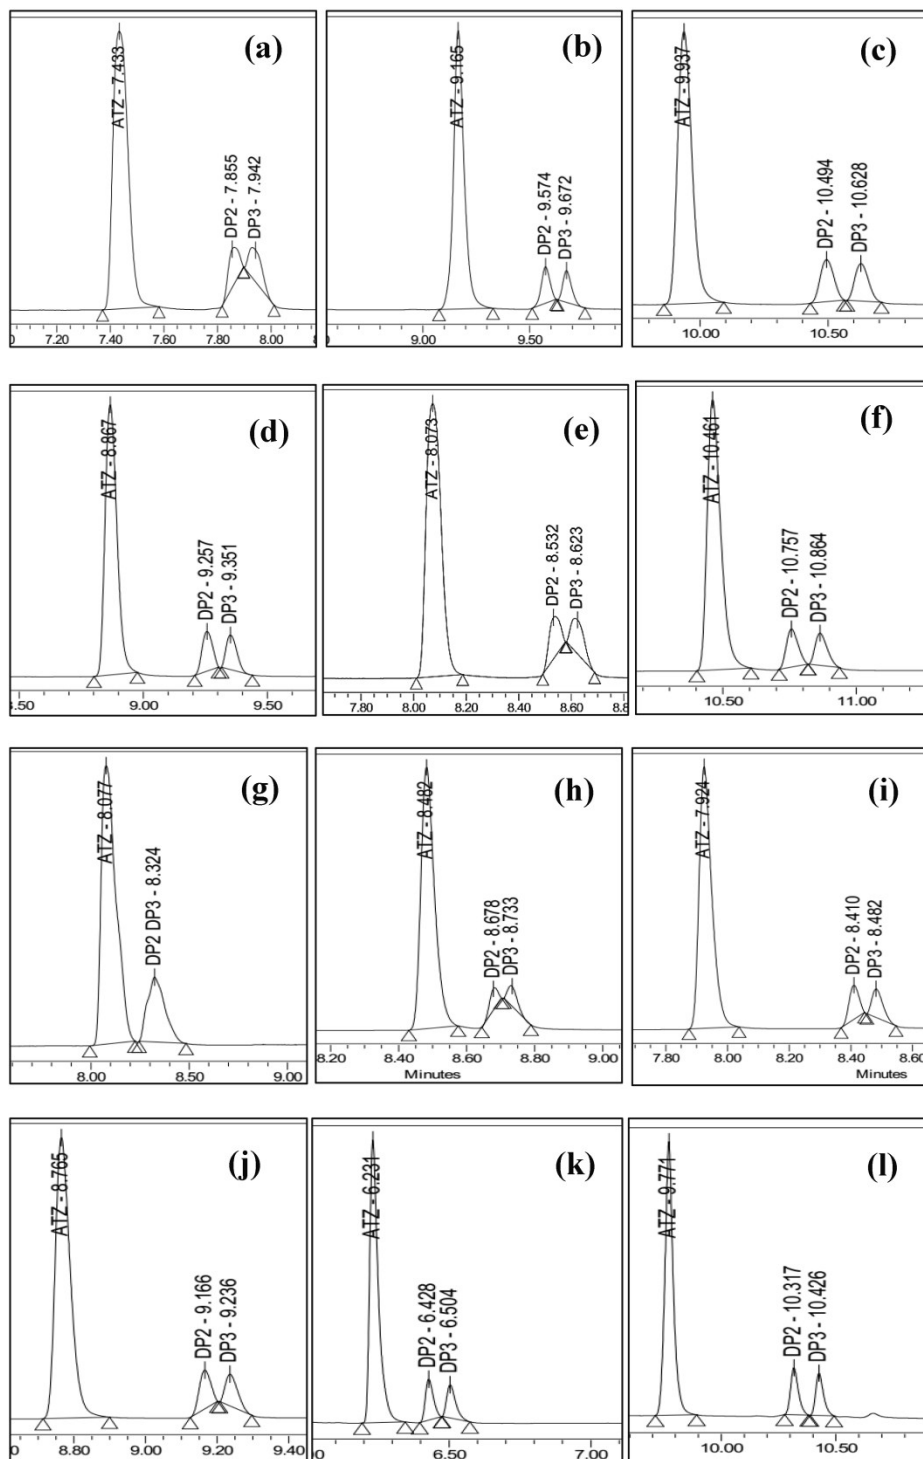 (a)
ATZ - 7.433
DP2 - 7.855
DP3 - 7.942
7.20 7.40 7.60 7.80 8.00
(b)
ATZ - 9.165
DP2 - 9.574
DP3 - 9.672
9.00 9.50
(c)
ATZ - 9.937
DP2 - 10.494
DP3 - 10.628
10.00 10.50
(d)
ATZ - 8.867
DP2 - 9.257
DP3 - 9.351
.50 9.00 9.50
(e)
ATZ - 8.073
DP2 - 8.532
DP3 - 8.623
7.80 8.00 8.20 8.40 8.60 8.8
(f)
ATZ - 10.461
DP2 - 10.757
DP3 - 10.864
10.50 11.00
(g)
ATZ - 8.077
DP2 DP3 - 8.324
8.00 8.50 9.00
(h)
ATZ - 8.482
DP2 - 8.678
DP3 - 8.733
8.20 8.40 8.60 8.80 9.00
Minutes
(i)
ATZ - 7.924
DP2 - 8.410
DP3 - 8.482
7.80 8.00 8.20 8.40 8.60
Minutes
(j)
ATZ - 8.765
DP2 - 9.166
DP3 - 9.236
0 8.80 9.00 9.20 9.40
(k)
ATZ - 6.231
DP2 - 6.428
DP3 - 6.504
00 6.50 7.00
(l)
ATZ - 9.771
DP2 - 10.317
DP3 - 10.426
10.00 10.50